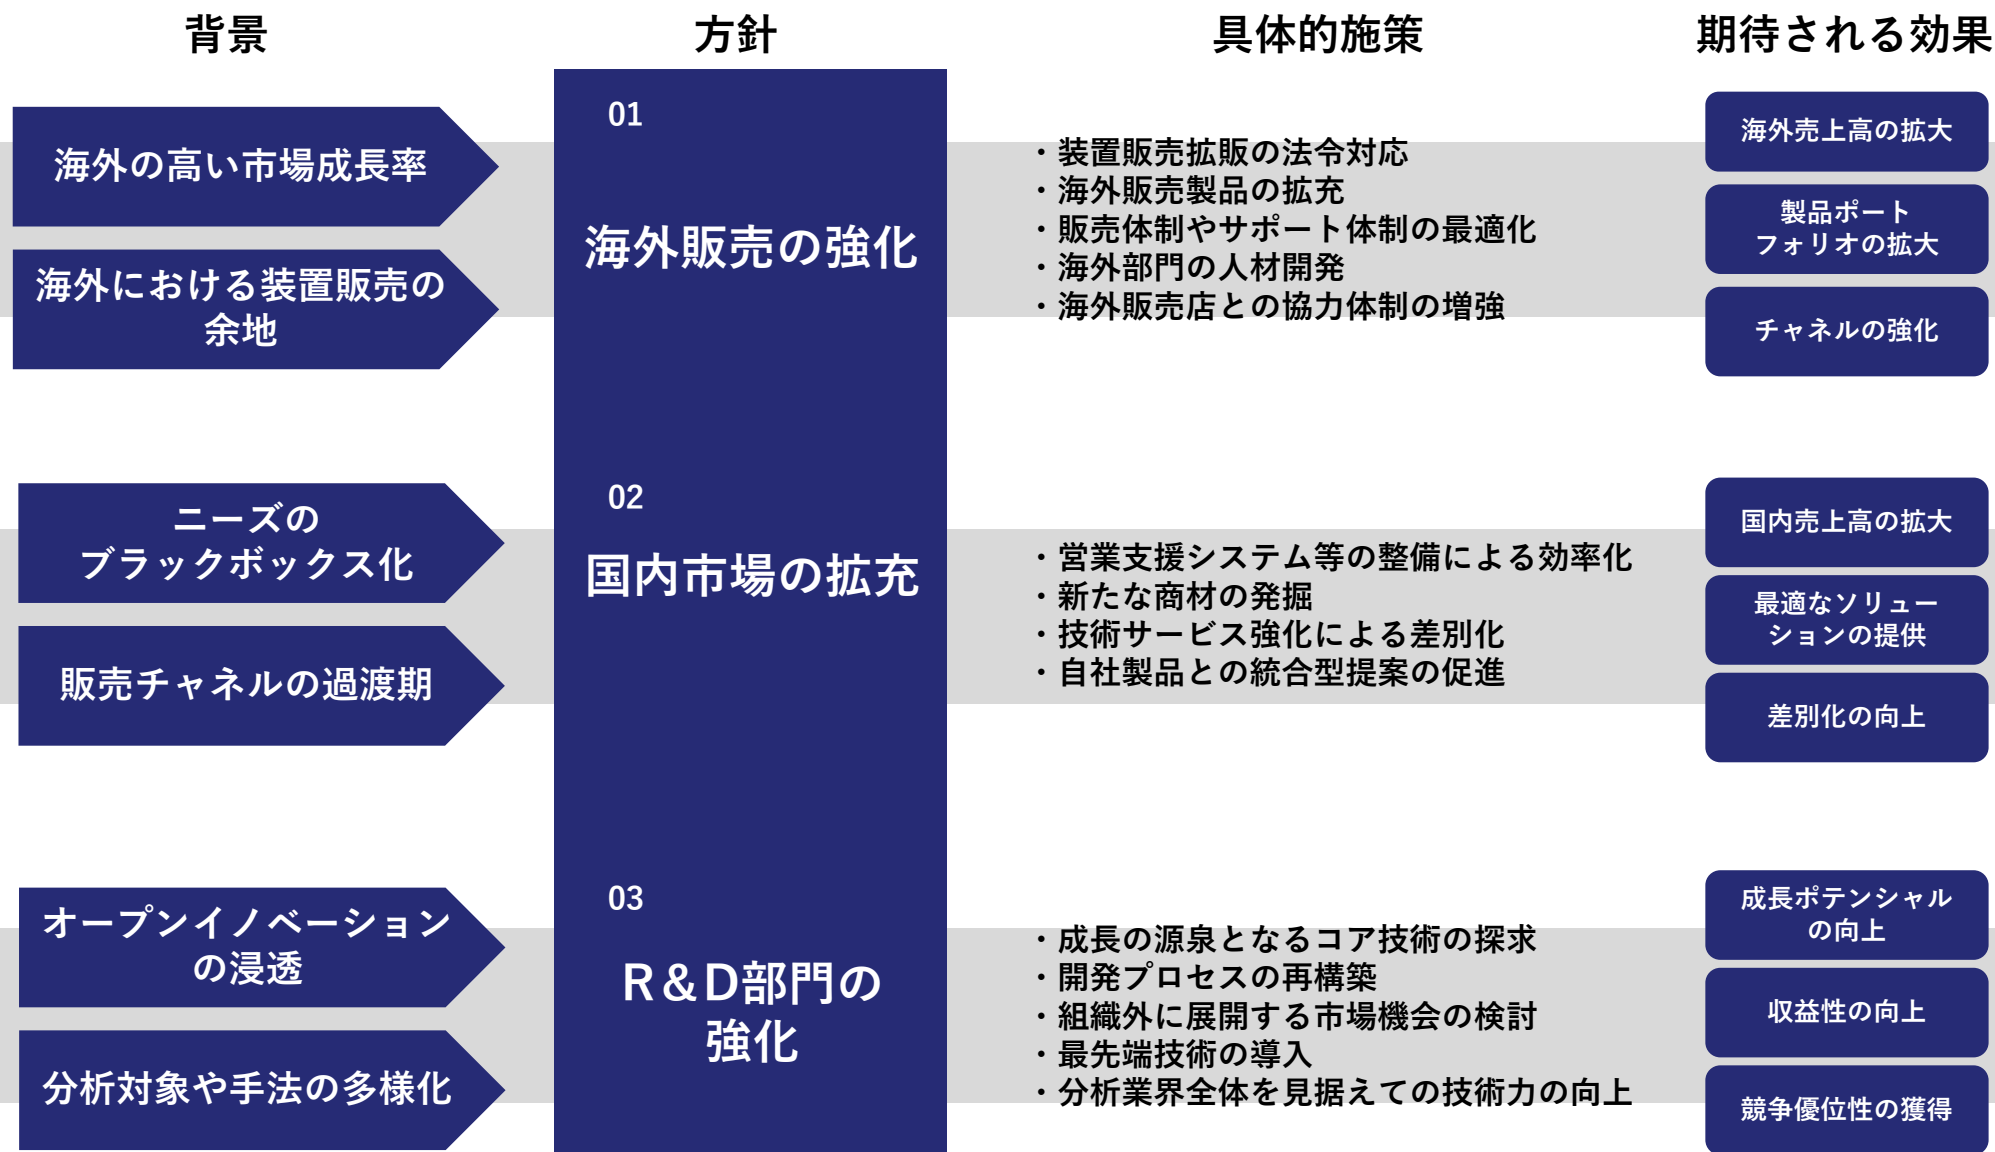 背景
方針
具体的施策
期待される効果
海外の高い市場成長率
海外における装置販売の
余地
01
海外販売の強化
・装置販売拡販の法令対応
・海外販売製品の拡充
・販売体制やサポート体制の最適化
・海外部門の人材開発
・海外販売店との協力体制の増強
海外売上高の拡大
製品ポート
フォリオの拡大
チャネルの強化
ニーズの
ブラックボックス化
販売チャネルの過渡期
02
国内市場の拡充
・営業支援システム等の整備による効率化
・新たな商材の発掘
・技術サービス強化による差別化
・自社製品との統合型提案の促進
国内売上高の拡大
最適なソリュー
ションの提供
差別化の向上
オープンイノベーション
の浸透
分析対象や手法の多様化
03
R&D部門の
強化
・成長の源泉となるコア技術の探求
・開発プロセスの再構築
・組織外に展開する市場機会の検討
・最先端技術の導入
・分析業界全体を見据えての技術力の向上
成長ポテンシャル
の向上
収益性の向上
競争優位性の獲得